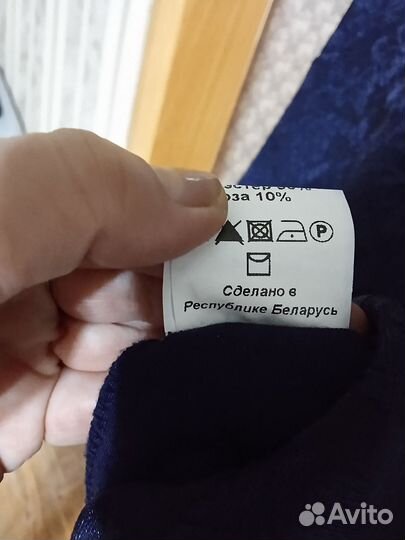 10%
P
Сделано в
Республике Беларусь
Avito